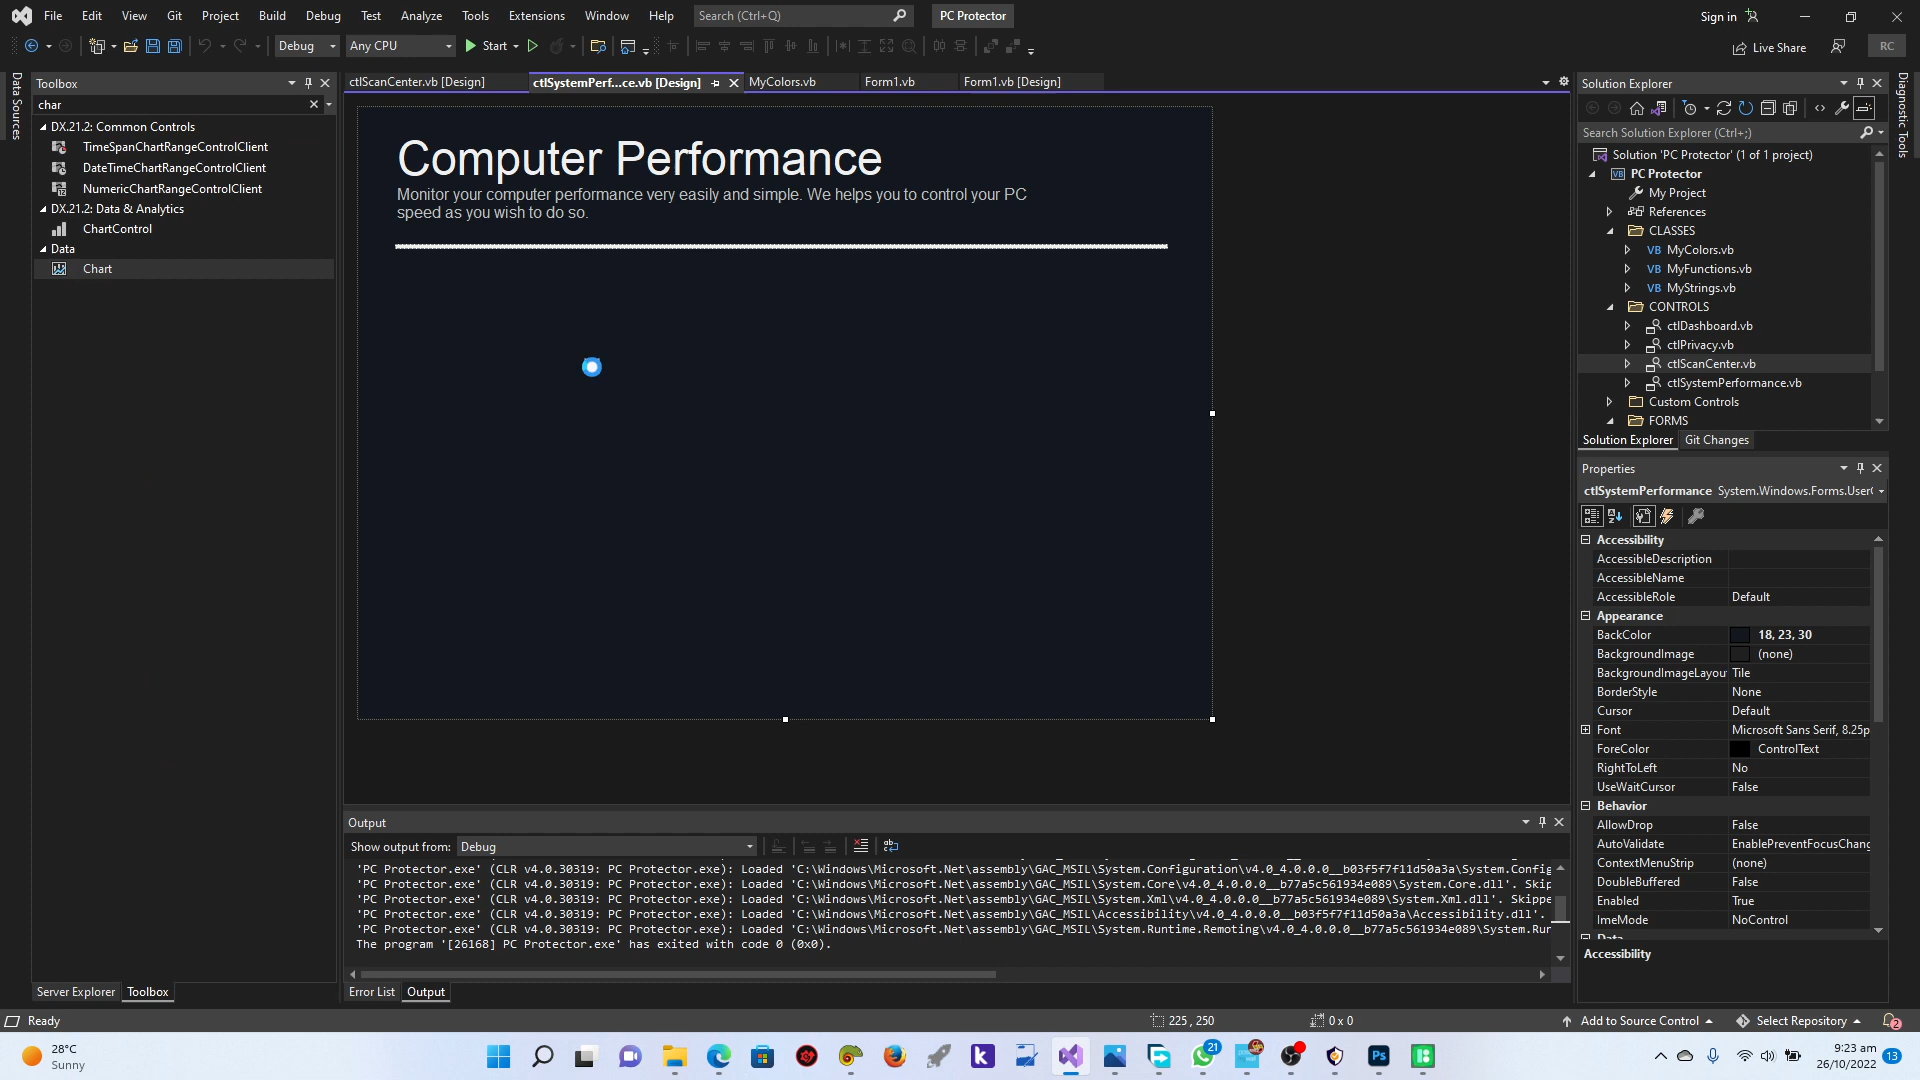 File Edit View Git Project Build Debug Test Analyze Tools Extensions Window Help Search (Ctrl+Q) PC Protector Sign in
Debug Any CPU Start Live Share RC
Data Sources
Toolbox
char
DX.21.2: Common Controls
TimeSpanChartRangeControlClient
DateTimeChartRangeControlClient
NumericChartRangeControlClient
DX.21.2: Data & Analytics
ChartControl
Data
Chart
Server Explorer Toolbox
ctlScanCenter.vb [Design] ctlSystemPerf...ce.vb [Design] MyColors.vb Form1.vb Form1.vb [Design]
Computer Performance
Monitor your computer performance very easily and simple. We helps you to control your PC
speed as you wish to do so.
Output
Show output from: Debug
'PC Protector.exe' (CLR v4.0.30319: PC Protector.exe): Loaded 'C:\Windows\Microsoft.Net\assembly\GAC_MSIL\System.Configuration\v4.0_4.0.0.0__b03f5f7f11d50a3a\System.Config
'PC Protector.exe' (CLR v4.0.30319: PC Protector.exe): Loaded 'C:\Windows\Microsoft.Net\assembly\GAC_MSIL\System.Core\v4.0_4.0.0.0__b77a5c561934e089\System.Core.dll'. Skip
'PC Protector.exe' (CLR v4.0.30319: PC Protector.exe): Loaded 'C:\Windows\Microsoft.Net\assembly\GAC_MSIL\System.Xml\v4.0_4.0.0.0__b77a5c561934e089\System.Xml.dll'. Skippe
'PC Protector.exe' (CLR v4.0.30319: PC Protector.exe): Loaded 'C:\Windows\Microsoft.Net\assembly\GAC_MSIL\Accessibility\v4.0_4.0.0.0__b03f5f7f11d50a3a\Accessibility.dll'.
'PC Protector.exe' (CLR v4.0.30319: PC Protector.exe): Loaded 'C:\Windows\Microsoft.Net\assembly\GAC_MSIL\System.Runtime.Remoting\v4.0_4.0.0.0__b77a5c561934e089\System.Run
The program '[26168] PC Protector.exe' has exited with code 0 (0x0).
Error List Output
Solution Explorer
Search Solution Explorer (Ctrl+;)
Solution 'PC Protector' (1 of 1 project)
VB PC Protector
My Project
References
CLASSES
VB MyColors.vb
VB MyFunctions.vb
VB MyStrings.vb
CONTROLS
ctlDashboard.vb
ctlPrivacy.vb
ctlScanCenter.vb
ctlSystemPerformance.vb
Custom Controls
FORMS
Solution Explorer Git Changes
Properties
ctlSystemPerformance System.Windows.Forms.User
Accessibility
AccessibleDescription
AccessibleName
AccessibleRole Default
Appearance
BackColor 18, 23, 30
BackgroundImage (none)
BackgroundImageLayou Tile
BorderStyle None
Cursor Default
Font Microsoft Sans Serif, 8.25p
ForeColor ControlText
RightToLeft No
UseWaitCursor False
Behavior
AllowDrop False
AutoValidate EnablePreventFocusChang
ContextMenuStrip (none)
DoubleBuffered False
Enabled True
ImeMode NoControl
Data
Accessibility
Diagnostic Tools
Ready 225 , 250 0 x 0 Add to Source Control Select Repository 2
28°C
Sunny
k 21 Ps
9:23 am
26/10/2022 13